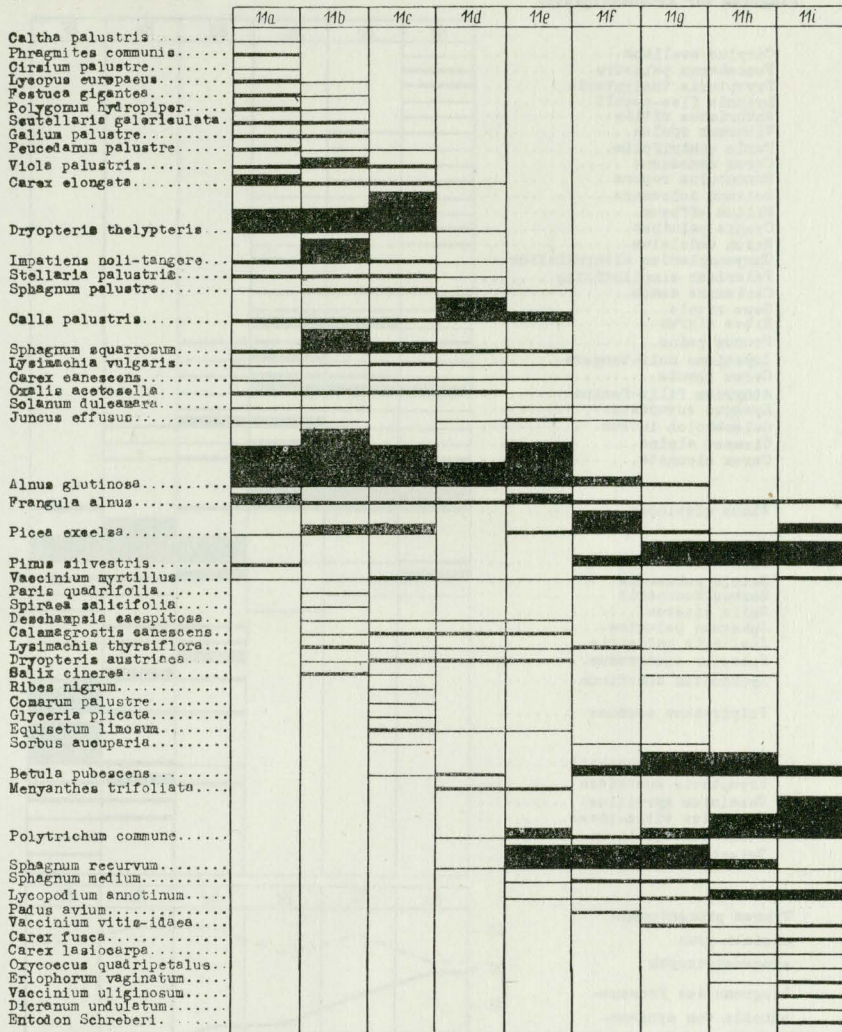 11a 11b 11c 11d 11e 11f 11g 11h 11i
Caltha palustris
Phragmites communis
Cirsium palustre
Lycopus europaeus
Festuca gigantea
Polygonum hydropiper
Scutellaria galericulata
Galium palustre
Peucedanum palustre
Viola palustris
Carex elongata
Dryopteris thelypteris
Impatiens noli-tangere
Stellaria palustris
Sphagnum palustre
Calla palustris
Sphagnum squarrosum
Lysimachia vulgaris
Carex canescens
Oxalis acetosella
Solanum dulcamara
Juncus effusus
Alnus glutinosa
Frangula alnus
Picea excelsa
Pinus silvestris
Vaccinium myrtillus
Paris quadrifolia
Spiraea salicifolia
Deschampsia caespitosa
Calamagrostis canescens
Lysimachia thyrsiflora
Dryopteris austriaca
Salix cinerea
Ribes nigrum
Comarum palustre
Glyceria plicata
Equisetum limosum
Sorbus aucuparia
Betula pubescens
Menyanthes trifoliata
Polytrichum commune
Sphagnum recurvum
Sphagnum medium
Lycopodium annotinum
Padus avium
Vaccinium vitis-idaea
Carex fusca
Carex lasiocarpa
Oxycoccus quadripetalus
Eriophorum vaginatum
Vaccinium uliginosum
Dicranum undulatum
Entodon Schreberi